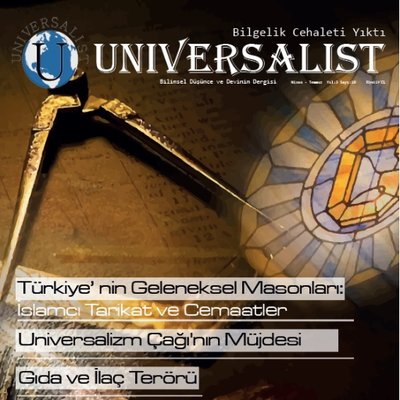 Bilgelik Cehaleti Yıktı
UNIVERSALIST
U
UNIVERSALIST
Bilimsel Düşünce ve Devinim Dergisi
Türkiye' nin Geleneksel Masonları:
İslamcı Tarikat ve Cemaatler
Universalizm Çağı'nın Müjdesi
Gıda ve İlaç Terörü